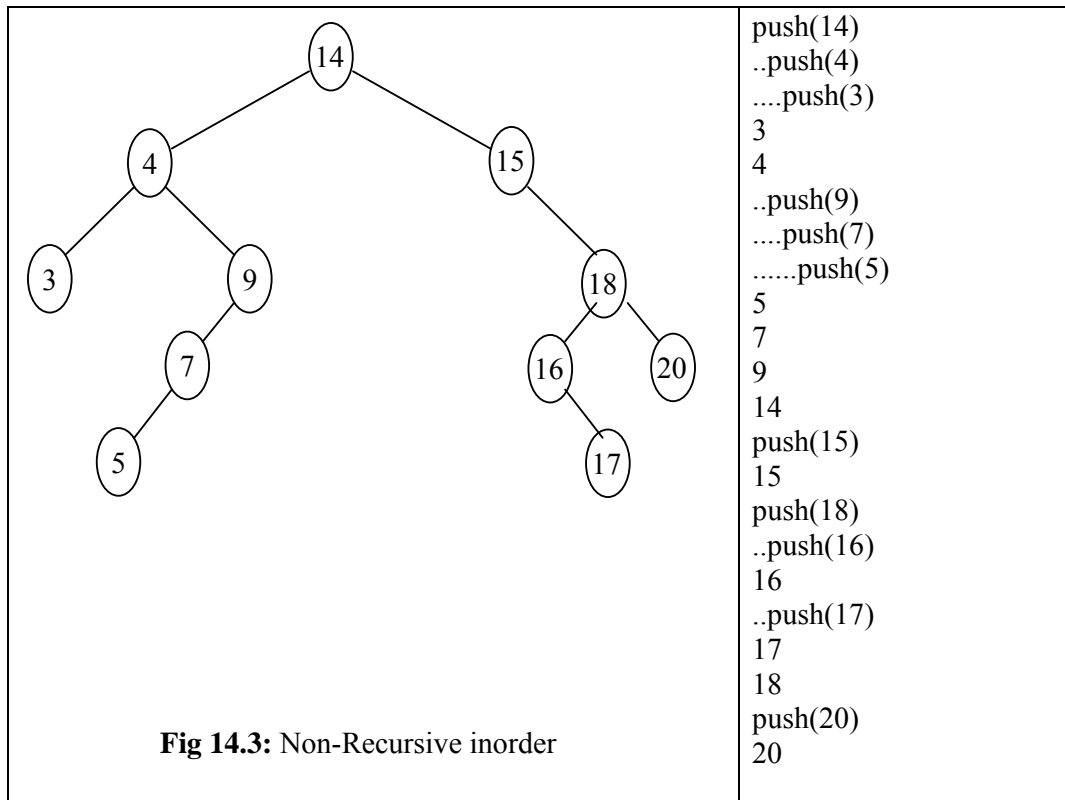 14
4
15
3
9
18
7
16
20
5
17
Fig 14.3: Non-Recursive inorder
push(14)
..push(4)
....push(3)
3
4
..push(9)
....push(7)
......push(5)
5
7
9
14
push(15)
15
push(18)
..push(16)
16
..push(17)
17
18
push(20)
20